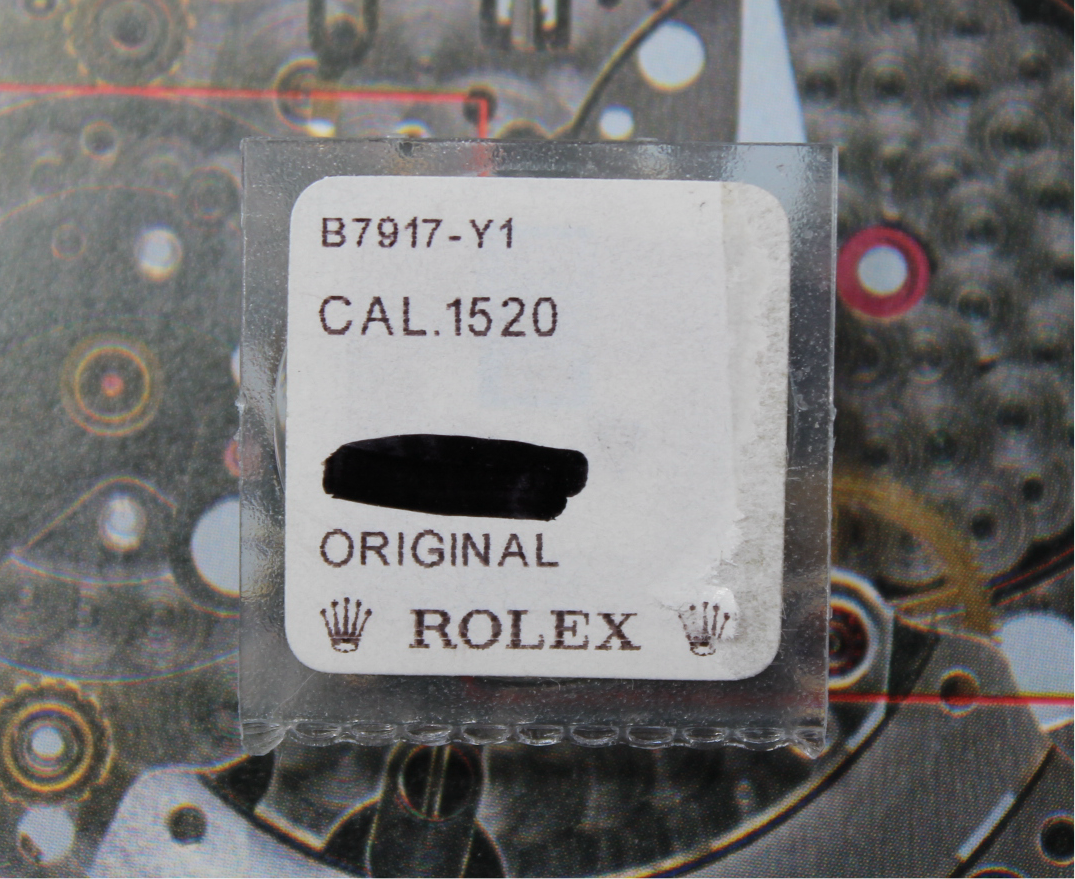 B7917-Y1
CAL.1520
ORIGINAL
ROLEX